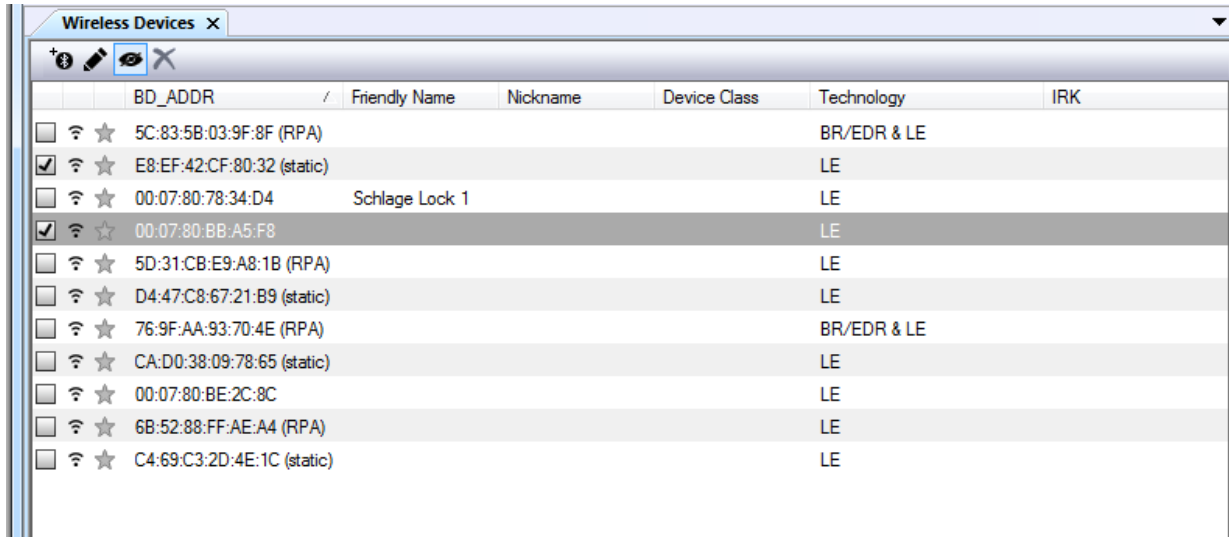 Wireless Devices X
BD_ADDR / Friendly Name Nickname Device Class Technology IRK
5C:83:5B:03:9F:8F (RPA) BR/EDR & LE
E8:EF:42:CF:80:32 (static) LE
00:07:80:78:34:D4 Schlage Lock 1 LE
00:07:80:BB:A5:F8 LE
5D:31:CB:E9:A8:1B (RPA) LE
D4:47:C8:67:21:B9 (static) LE
76:9F:AA:93:70:4E (RPA) BR/EDR & LE
CA:D0:38:09:78:65 (static) LE
00:07:80:BE:2C:8C LE
6B:52:88:FF:AE:A4 (RPA) LE
C4:69:C3:2D:4E:1C (static) LE